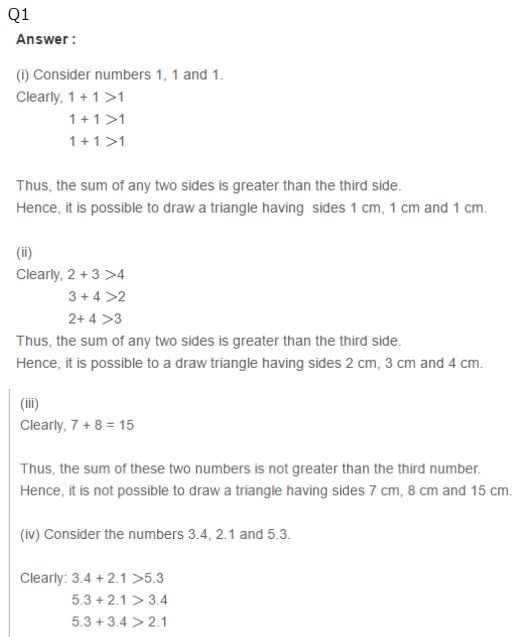 Q1
Answer :
(i) Consider numbers 1, 1 and 1.
Clearly, 1 + 1 >1
1 + 1 >1
1 + 1 >1
Thus, the sum of any two sides is greater than the third side.
Hence, it is possible to draw a triangle having sides 1 cm, 1 cm and 1 cm.
(ii)
Clearly, 2 + 3 >4
3 + 4 >2
2+ 4 >3
Thus, the sum of any two sides is greater than the third side.
Hence, it is possible to a draw triangle having sides 2 cm, 3 cm and 4 cm.
(iii)
Clearly, 7 + 8 = 15
Thus, the sum of these two numbers is not greater than the third number.
Hence, it is not possible to draw a triangle having sides 7 cm, 8 cm and 15 cm.
(iv) Consider the numbers 3.4, 2.1 and 5.3.
Clearly: 3.4 + 2.1 >5.3
5.3 + 2.1 > 3.4
5.3 + 3.4 > 2.1